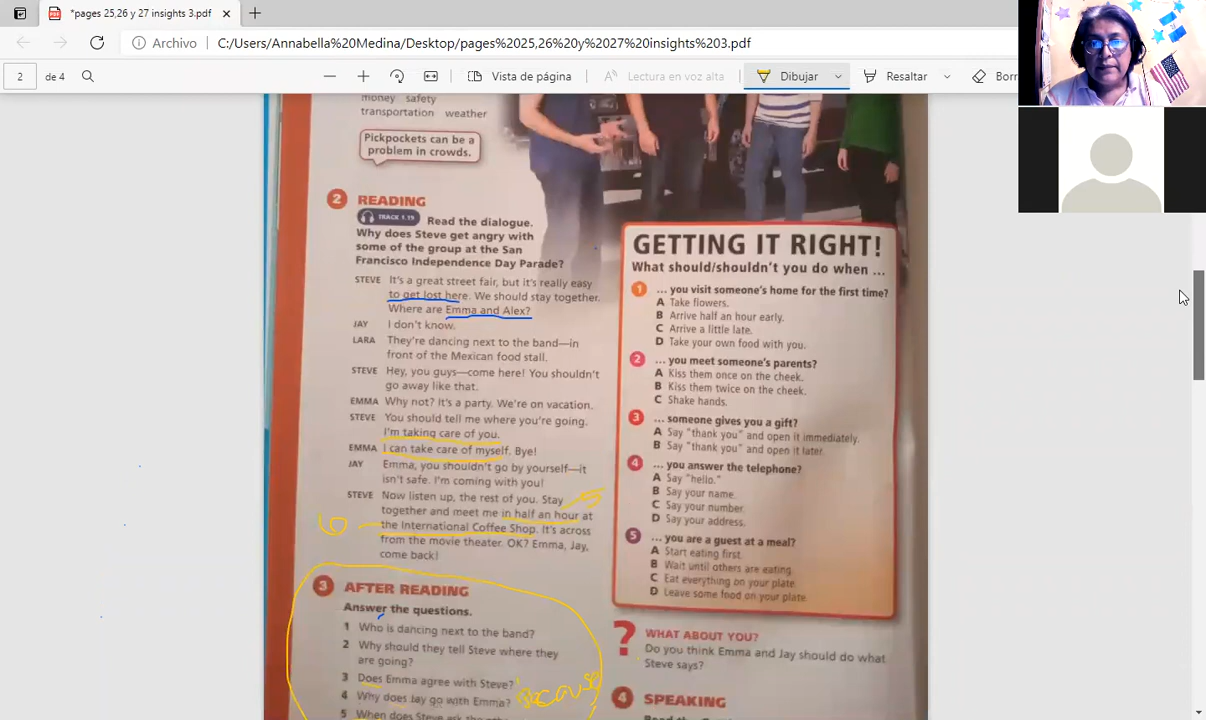 *pages 25,26 y 27 insights 3.pdf
Archivo C:/Users/Annabella%20Medina/Desktop/pages%2025,26%20y%2027%20insights%203.pdf
2 de 4 Vista de página Lectura en voz alta Dibujar Resaltar Borr
money safety
transportation weather
Pickpockets can be a
problem in crowds.
2 READING
TRACK 1.15 Read the dialogue.
Why does Steve get angry with
some of the group at the San
Francisco Independence Day Parade?
STEVE It's a great street fair, but it's really easy
to get lost here. We should stay together.
Where are Emma and Alex?
JAY I don't know.
LARA They're dancing next to the band—in
front of the Mexican food stall.
STEVE Hey, you guys—come here! You shouldn't
go away like that.
EMMA Why not? It's a party. We're on vacation.
STEVE You should tell me where you're going.
I'm taking care of you.
EMMA I can take care of myself. Bye!
JAY Emma, you shouldn't go by yourself—it
isn't safe. I'm coming with you!
STEVE Now listen up, the rest of you. Stay
together and meet me in half an hour at
the International Coffee Shop. It's across
from the movie theater. OK? Emma, Jay,
come back!
5
6
3 AFTER READING
Answer the questions.
1 Who is dancing next to the band?
2 Why should they tell Steve where they
are going?
3 Does Emma agree with Steve?
4 Why does Jay go with Emma?
Because
5 When does Steve ask the
GETTING IT RIGHT!
What should/shouldn't you do when ...
1 ... you visit someone's home for the first time?
A Take flowers.
B Arrive half an hour early.
C Arrive a little late.
D Take your own food with you.
2 ... you meet someone's parents?
A Kiss them once on the cheek.
B Kiss them twice on the cheek.
C Shake hands.
3 ... someone gives you a gift?
A Say "thank you" and open it immediately.
B Say "thank you" and open it later.
4 ... you answer the telephone?
A Say "hello."
B Say your name.
C Say your number.
D Say your address.
5 ... you are a guest at a meal?
A Start eating first.
B Wait until others are eating.
C Eat everything on your plate.
D Leave some food on your plate.
? WHAT ABOUT YOU?
Do you think Emma and Jay should do what
Steve says?
4 SPEAKING